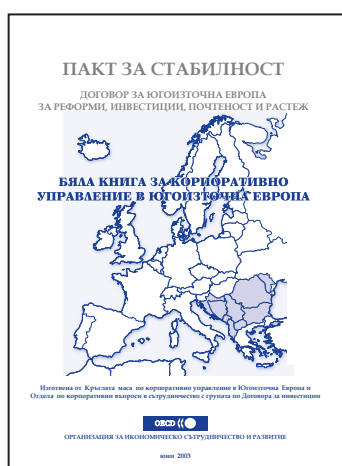 ПАКТ ЗА СТАБИЛНОСТ
ДОГОВОР ЗА ЮГОИЗТОЧНА ЕВРОПА
ЗА РЕФОРМИ, ИНВЕСТИЦИИ, ПОЧТЕНОСТ И РАСТЕЖ
БЯЛА КНИГА ЗА КОРПОРАТИВНО
УПРАВЛЕНИЕ В ЮГОИЗТОЧНА ЕВРОПА
Изготвена от Кръглата маса по корпоративно управление в Югоизточна Европа и
Отдела по корпоративни въпроси в сътрудничество с групата по Договора за инвестиции
OECD
ОРГАНИЗАЦИЯ ЗА ИКОНОМИЧЕСКО СЪТРУДНИЧЕСТВО И РАЗВИТИЕ
юни 2003